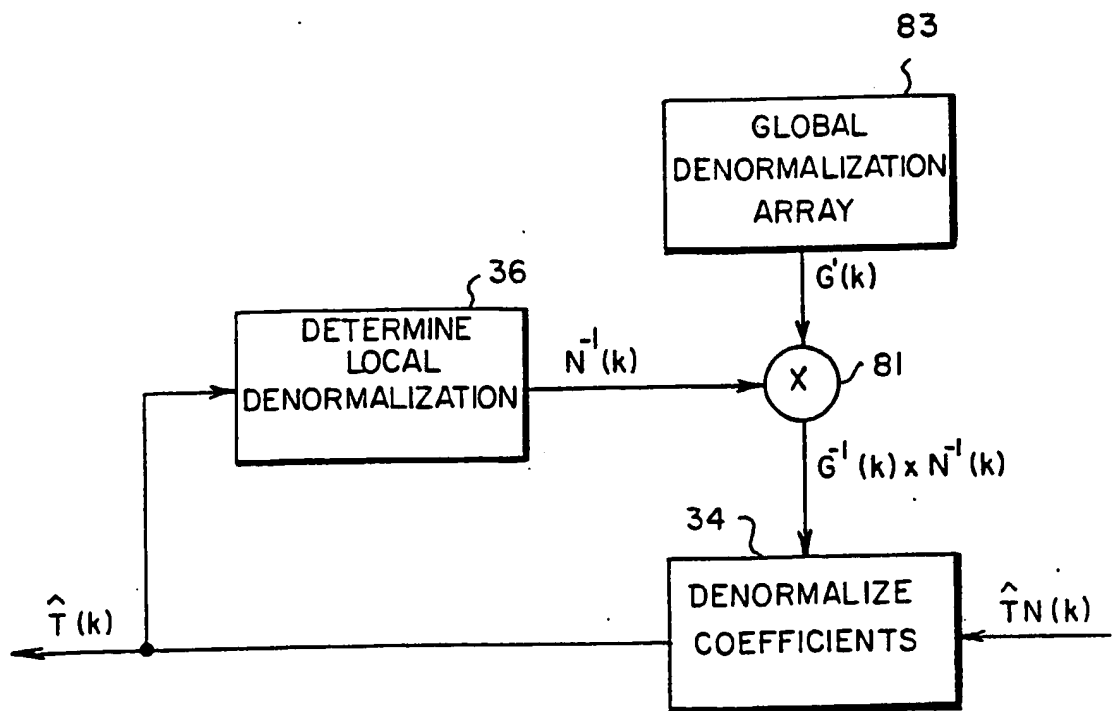 83
GLOBAL
DENORMALIZATION
ARRAY
G'(k)
36
DETERMINE
LOCAL
DENORMALIZATION
N⁻¹(k)
X
81
G⁻¹(k) x N⁻¹(k)
34
DENORMALIZE
COEFFICIENTS
T̂(k)
T̂N(k)